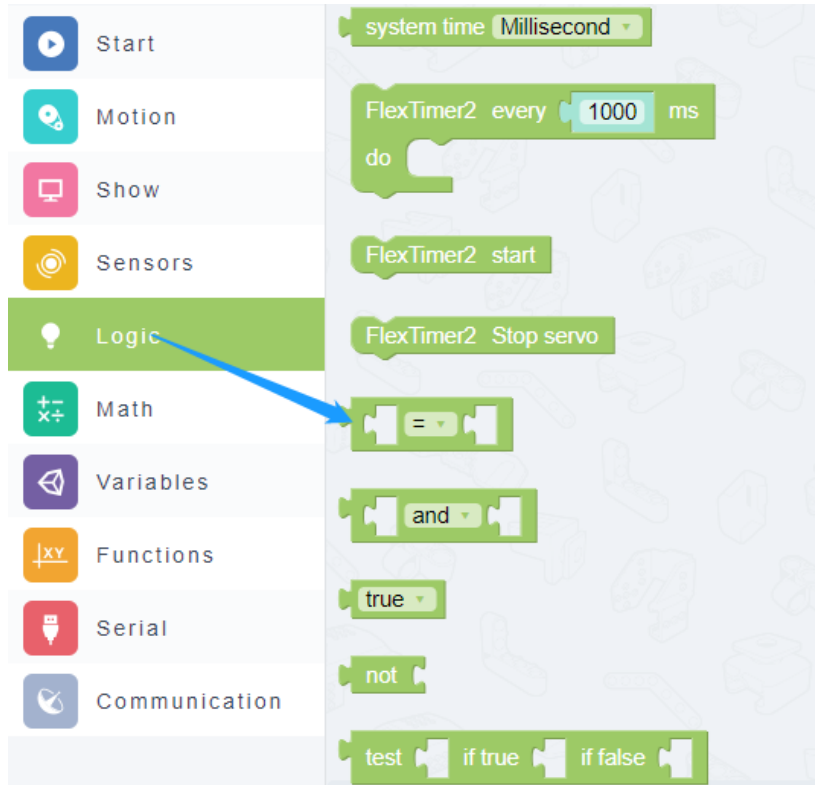 Start
Motion
Show
Sensors
Logic
Math
Variables
Functions
Serial
Communication
system time Millisecond
FlexTimer2 every 1000 ms
do
FlexTimer2 start
FlexTimer2 Stop servo
=
and
true
not
test if true if false